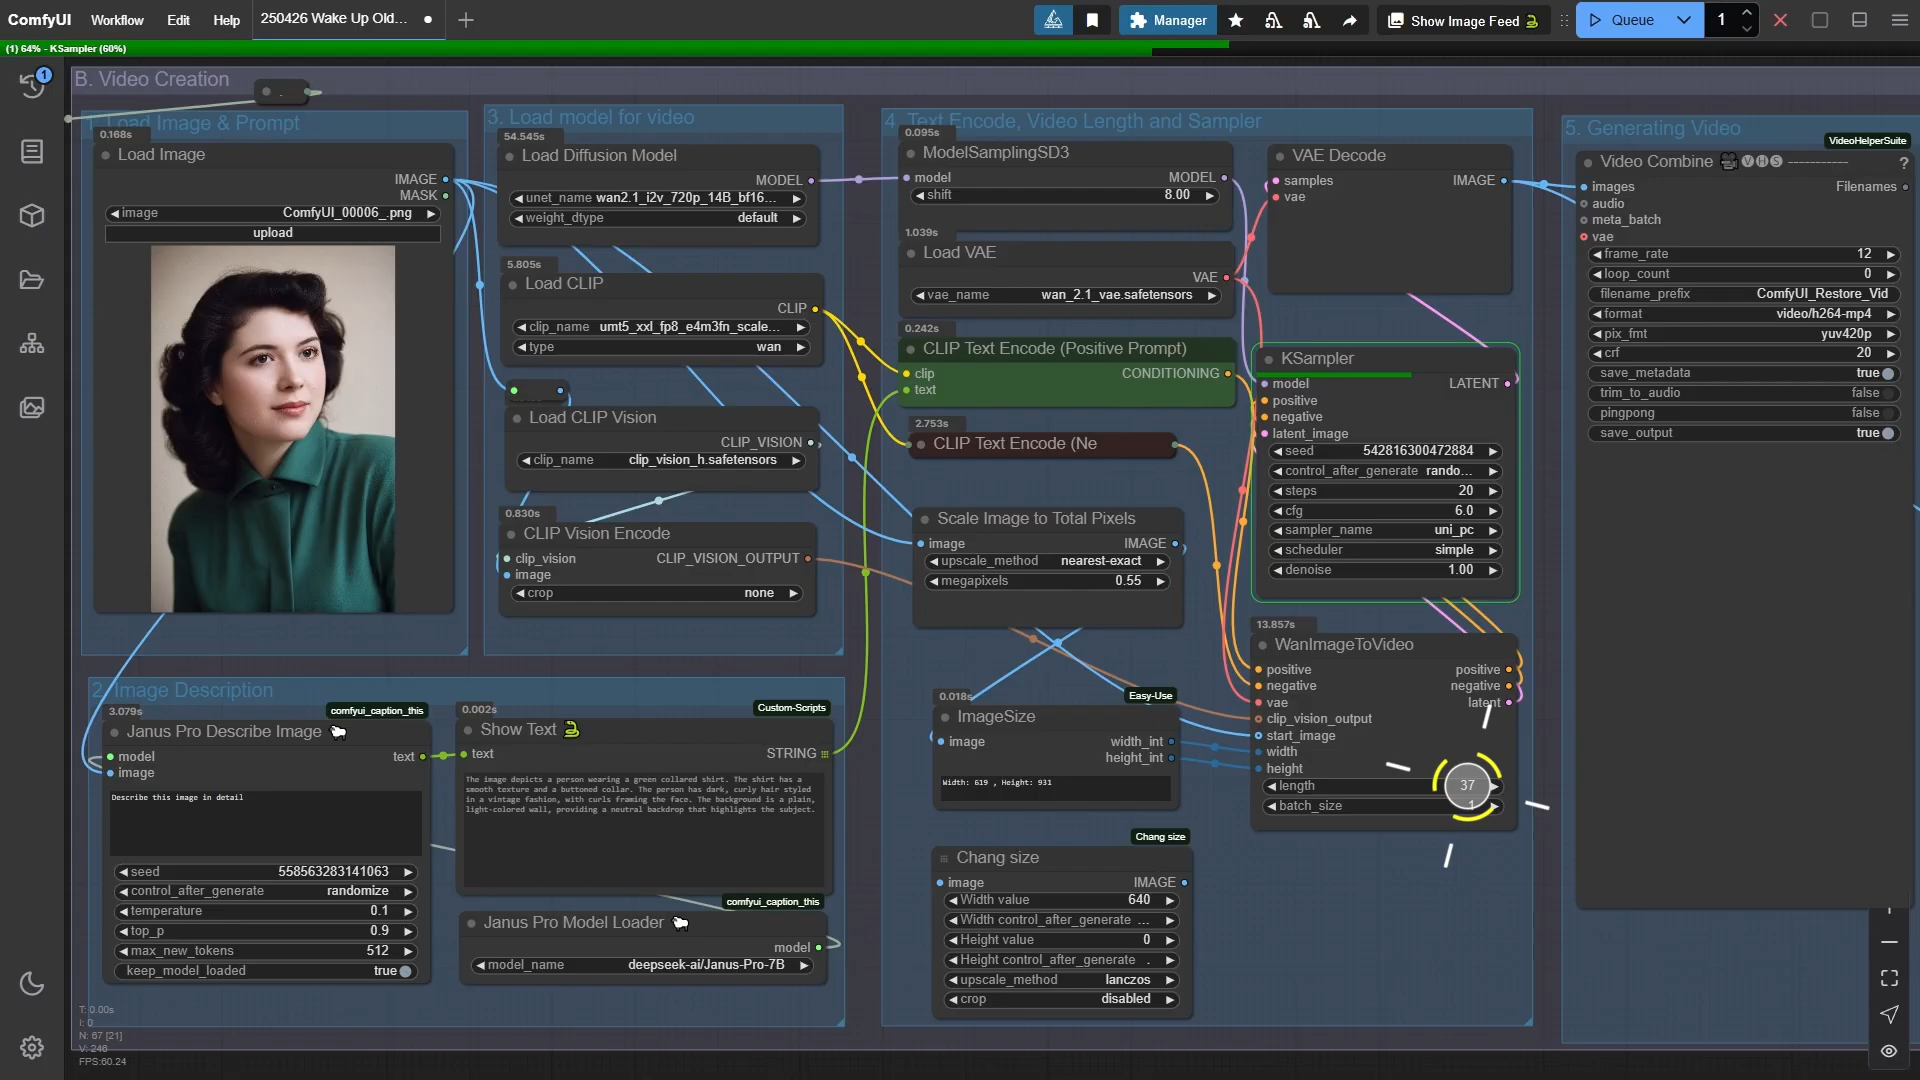 ComfyUI
Workflow
Edit
Help
250426 Wake Up Old...
Manager
Show Image Feed
Queue
1
(1) 64% - KSampler (60%)
1
B. Video Creation
Load Image & Prompt
0.168s
Load Image
IMAGE
MASK
image ComfyUI_00006_.png
upload
3. Load model for video
54.545s
Load Diffusion Model
MODEL
unet_name wan2.1_i2v_720p_14B_bf16...
weight_dtype default
5.805s
Load CLIP
CLIP
clip_name umt5_xxl_fp8_e4m3fn_scale...
type wan
Load CLIP Vision
CLIP_VISION
clip_name clip_vision_h.safetensors
0.830s
CLIP Vision Encode
clip_vision CLIP_VISION_OUTPUT
image
crop none
2. Image Description
3.079s
comfyui_caption_this
Janus Pro Describe Image
model text
image
Describe this image in detail
seed 558563283141063
control_after_generate randomize
temperature 0.1
top_p 0.9
max_new_tokens 512
keep_model_loaded true
0.002s
Custom-Scripts
Show Text
text STRING
The image depicts a person wearing a green collared shirt. The shirt has a
smooth texture and a buttoned collar. The person has dark, curly hair styled
in a vintage fashion, with curls framing the face. The background is a plain,
light-colored wall, providing a neutral backdrop that highlights the subject.
comfyui_caption_this
Janus Pro Model Loader
model
model_name deepseek-ai/Janus-Pro-7B
4. Text Encode, Video Length and Sampler
0.095s
ModelSamplingSD3
model MODEL
shift 8.00
1.039s
Load VAE
VAE
vae_name wan_2.1_vae.safetensors
0.242s
CLIP Text Encode (Positive Prompt)
clip CONDITIONING
text
2.753s
CLIP Text Encode (Ne
Scale Image to Total Pixels
image IMAGE
upscale_method nearest-exact
megapixels 0.55
0.018s
Easy-Use
ImageSize
image width_int
height_int
Width: 619 , Height: 931
Chang size
Chang size
image IMAGE
Width value 640
Width control_after_generate ...
Height value 0
Height control_after_generate .
upscale_method lanczos
crop disabled
VAE Decode
samples IMAGE
vae
KSampler
model LATENT
positive
negative
latent_image
seed 542816300472884
control_after_generate rando...
steps 20
cfg 6.0
sampler_name uni_pc
scheduler simple
denoise 1.00
13.857s
WanImageToVideo
positive positive
negative negative
vae latent
clip_vision_output
start_image
width
height
length 37
batch_size 1
5. Generating Video
VideoHelperSuite
Video Combine VHS -----------
?
images Filenames
audio
meta_batch
vae
frame_rate 12
loop_count 0
filename_prefix ComfyUI_Restore_Vid
format video/h264-mp4
pix_fmt yuv420p
crf 20
save_metadata true
trim_to_audio false
pingpong false
save_output true
T: 0.00s
I: 0
N: 67 [21]
V: 246
FPS:60.24